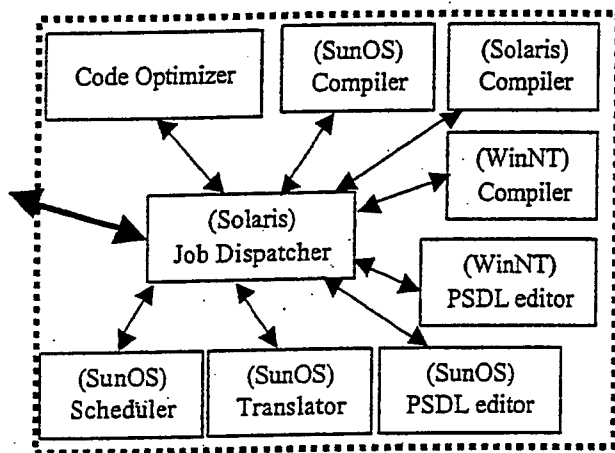 Code Optimizer
(SunOS)
Compiler
(Solaris)
Compiler
(WinNT)
Compiler
(Solaris)
Job Dispatcher
(WinNT)
PSDL editor
(SunOS)
Scheduler
(SunOS)
Translator
(SunOS)
PSDL editor